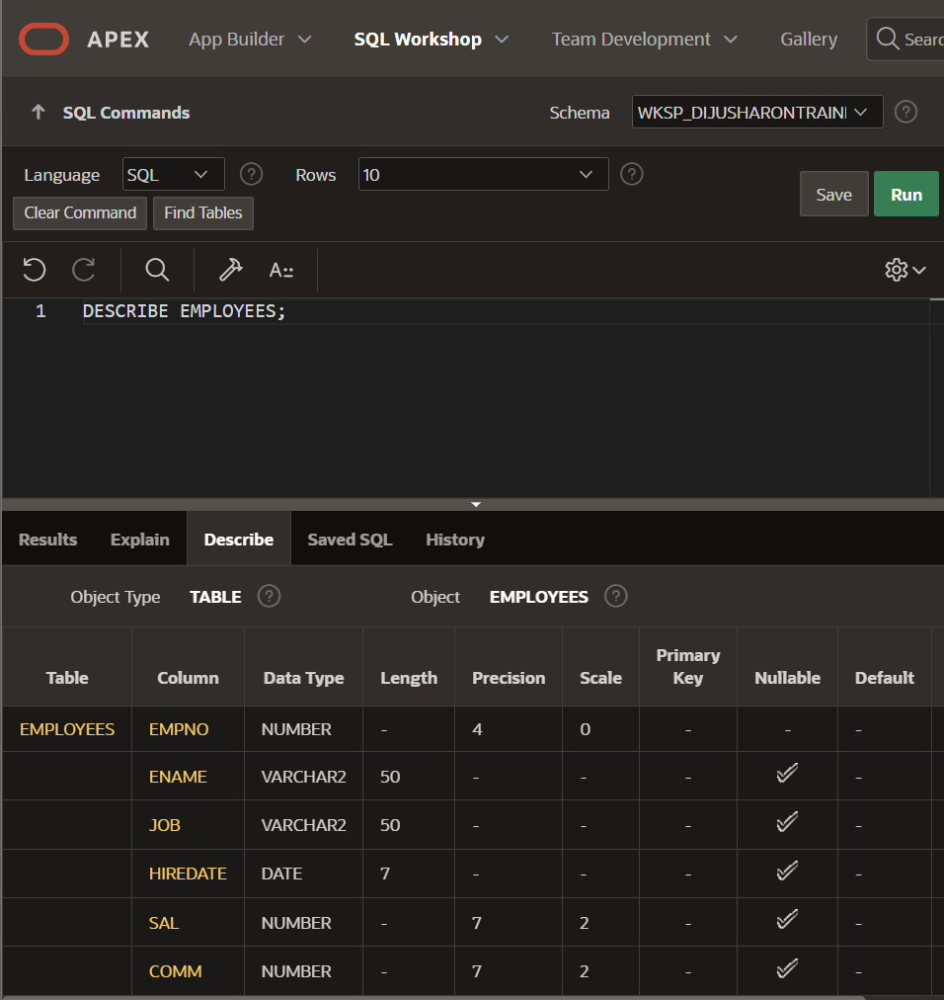 APEX App Builder SQL Workshop Team Development Gallery
SQL Commands Schema
Language SQL Rows 10
Save Run
Clear Command Find Tables
1 DESCRIBE EMPLOYEES;
Results Explain Describe Saved SQL History
Object Type TABLE ? Object EMPLOYEES ?
Table Column Data Type Length Precision Scale Primary Key Nullable Default
EMPLOYEES EMPNO NUMBER - 4 0 - - -
ENAME VARCHAR2 50 - - - -
JOB VARCHAR2 50 - - - -
HIREDATE DATE 7 - - - -
SAL NUMBER - 7 2 - -
COMM NUMBER - 7 2 - -